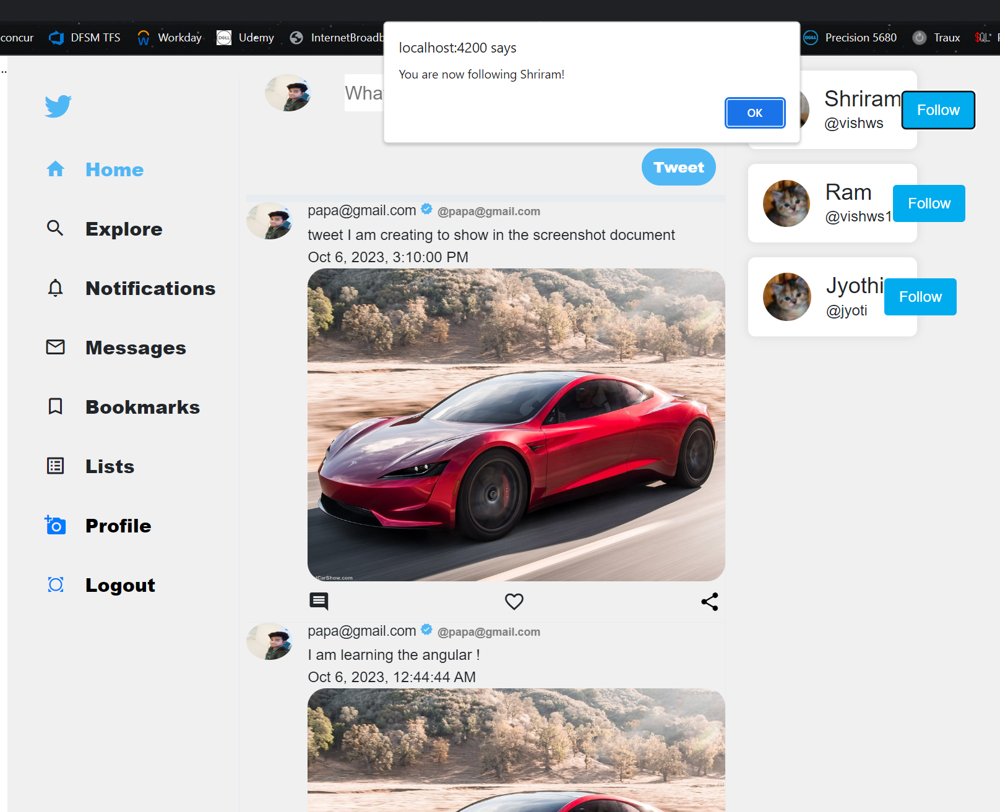 concur
DFSM TFS
Workday
DELL
Udemy
InternetBroadb
DELL
Precision 5680
Traux
localhost:4200 says
You are now following Shriram!
OK
..
Wha
Tweet
Home
Explore
Notifications
Messages
Bookmarks
Lists
Profile
Logout
papa@gmail.com @papa@gmail.com
tweet I am creating to show in the screenshot document
Oct 6, 2023, 3:10:00 PM
tCarShow.com
papa@gmail.com @papa@gmail.com
I am learning the angular !
Oct 6, 2023, 12:44:44 AM
Shriram
@vishws
Follow
Ram
@vishws1
Follow
Jyothi
@jyoti
Follow